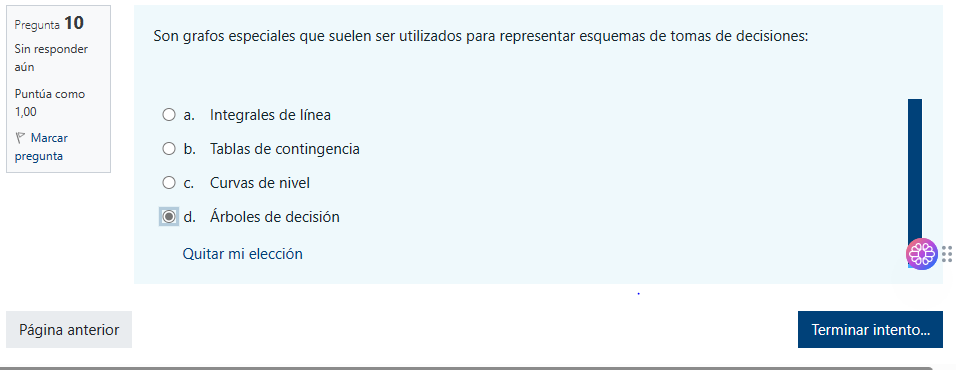 Pregunta 10
Sin responder
aún
Puntúa como
1,00
Marcar
pregunta
Son grafos especiales que suelen ser utilizados para representar esquemas de tomas de decisiones:
a. Integrales de línea
b. Tablas de contingencia
c. Curvas de nivel
d. Árboles de decisión
Quitar mi elección
Página anterior
Terminar intento...